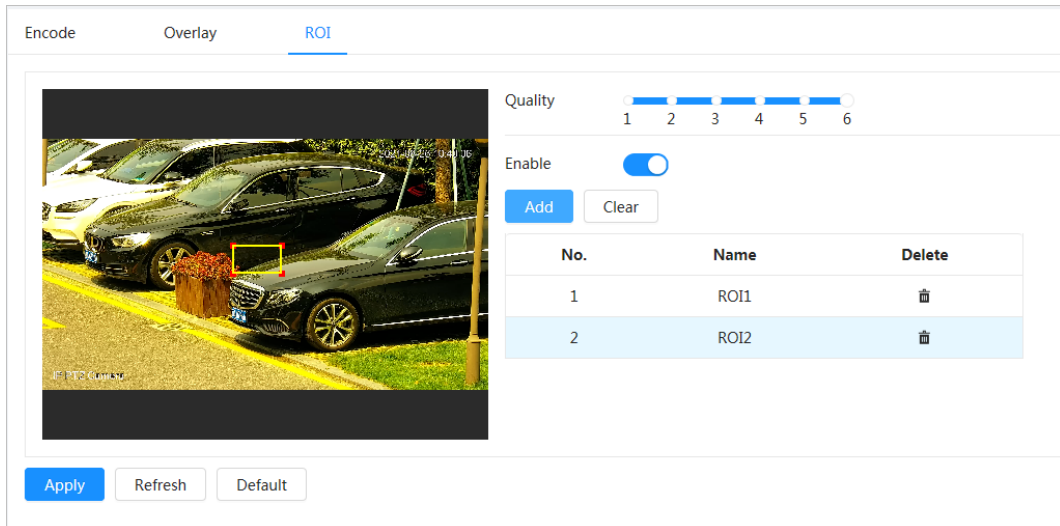 Encode Overlay ROI
Quality
1 2 3 4 5 6
Enable
Add Clear
No. Name Delete
1 ROI1
2 ROI2
Apply Refresh Default